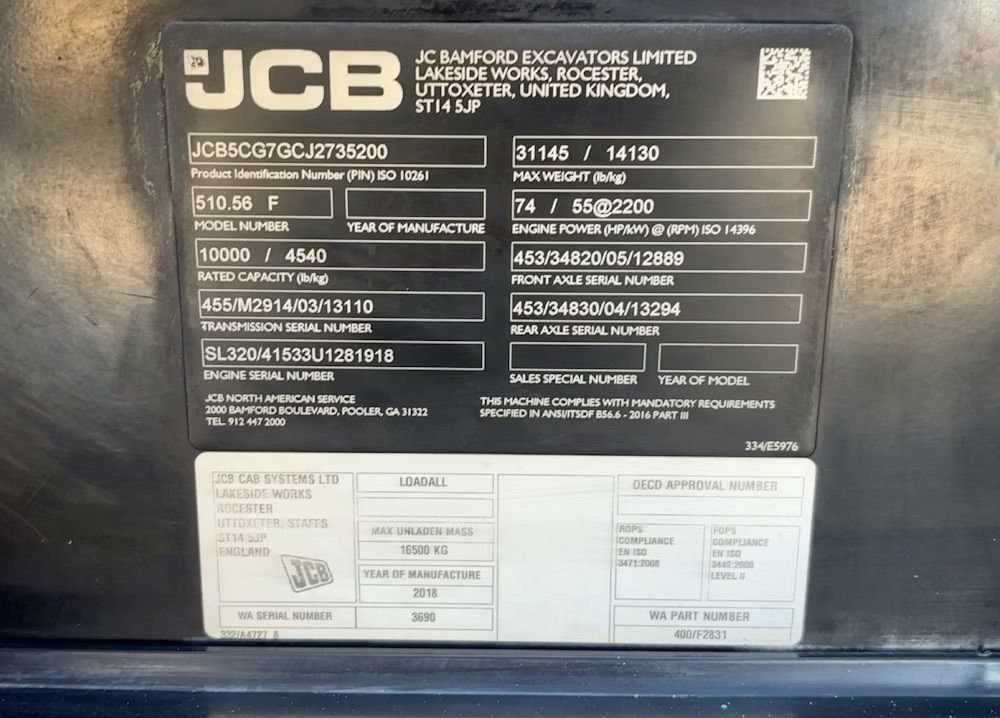 JCB
JC BAMFORD EXCAVATORS LIMITED
LAKESIDE WORKS, ROCESTER,
UTTOXETER, UNITED KINGDOM,
ST14 5JP
JCB5CG7GCJ2735200
Product Identification Number (PIN) ISO 10261
510.56 F
MODEL NUMBER
YEAR OF MANUFACTURE
10000 / 4540
RATED CAPACITY (lb/kg)
455/M2914/03/13110
TRANSMISSION SERIAL NUMBER
SL320/41533U1281918
ENGINE SERIAL NUMBER
31145 / 14130
MAX WEIGHT (lb/kg)
74 / 55@2200
ENGINE POWER (HP/kW) @ (RPM) ISO 14396
453/34820/05/12889
FRONT AXLE SERIAL NUMBER
453/34830/04/13294
REAR AXLE SERIAL NUMBER
SALES SPECIAL NUMBER
YEAR OF MODEL
JCB NORTH AMERICAN SERVICE
2000 BAMFORD BOULEVARD, POOLER, GA 31322
TEL. 912 447 2000
THIS MACHINE COMPLIES WITH MANDATORY REQUIREMENTS
SPECIFIED IN ANSI/ITSDF B56.6 - 2016 PART III
334/E5976
JCB CAB SYSTEMS LTD
LAKESIDE WORKS
ROCESTER
UTTOXETER, STAFFS
ST14 5JP
ENGLAND
JCB
WA SERIAL NUMBER
332/A4727 8
LOADALL
MAX UNLADEN MASS
16500 KG
YEAR OF MANUFACTURE
2018
3690
OECD APPROVAL NUMBER
ROPS
COMPLIANCE
EN ISO
3471:2008
FOPS
COMPLIANCE
EN ISO
3449:2008
LEVEL II
WA PART NUMBER
400/F2831